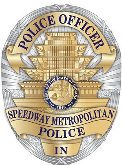 POLICE OFFICER
SPEEDWAY METROPOLITAN
POLICE
IN